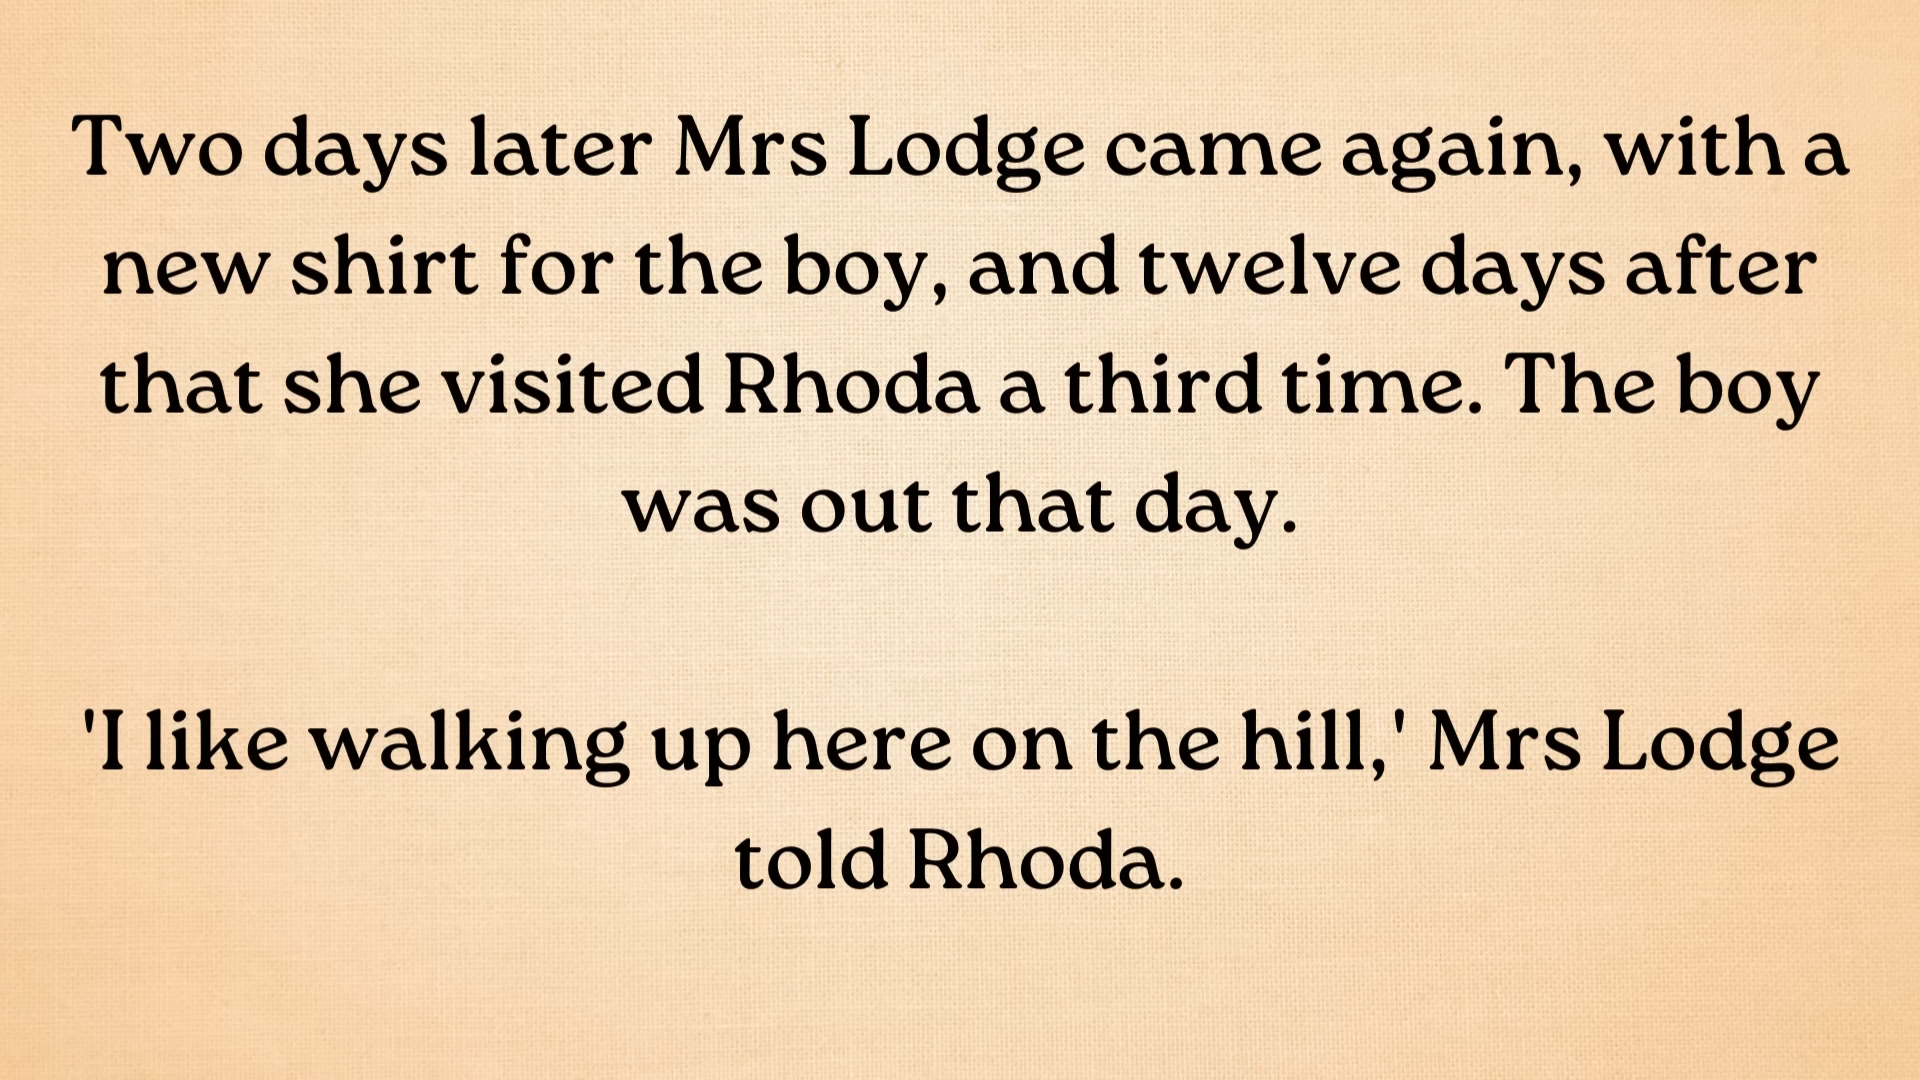 Two days later Mrs Lodge came again, with a
new shirt for the boy, and twelve days after
that she visited Rhoda a third time. The boy
was out that day.
'I like walking up here on the hill,' Mrs Lodge
told Rhoda.